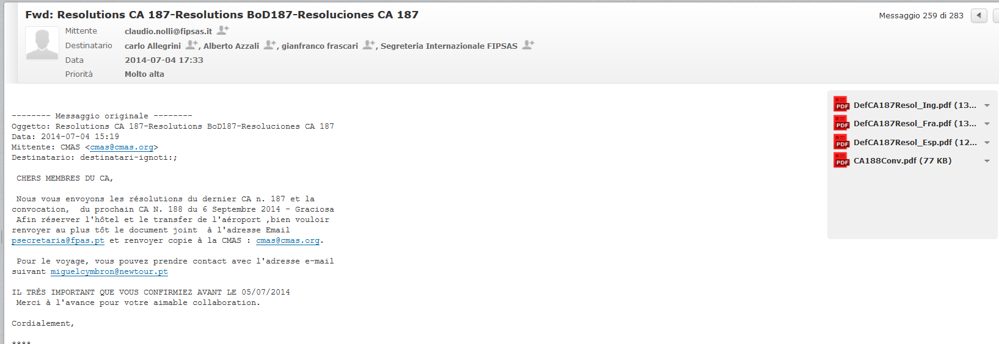 Fwd: Resolutions CA 187-Resolutions BoD187-Resoluciones CA 187
Messaggio 259 di 283
Mittente claudio.nolli@fipsas.it
Destinatario carlo Allegrini , Alberto Azzali , gianfranco frascari , Segreteria Internazionale FIPSAS
Data 2014-07-04 17:33
Priorità Molto alta
-------- Messaggio originale --------
Oggetto: Resolutions CA 187-Resolutions BoD187-Resoluciones CA 187
Data: 2014-07-04 15:19
Mittente: CMAS <cmas@cmas.org>
Destinatario: destinatari-ignoti:;
CHERS MEMBRES DU CA,
Nous vous envoyons les résolutions du dernier CA n. 187 et la
convocation,  du prochain CA N. 188 du 6 Septembre 2014 - Graciosa
Afin réserver l'hôtel et le transfer de l'aéroport ,bien vouloir
renvoyer au plus tôt le document joint  à l'adresse Email
psecretaria@fpas.pt et renvoyer copie à la CMAS : cmas@cmas.org.
Pour le voyage, vous pouvez prendre contact avec l'adresse e-mail
suivant miguelcymbron@newtour.pt
IL TRÈS IMPORTANT QUE VOUS CONFIRMIEZ AVANT LE 05/07/2014
Merci à l'avance pour votre aimable collaboration.
Cordialement,
****
PDF DefCA187Resol_Ing.pdf (13...
PDF DefCA187Resol_Fra.pdf (13...
PDF DefCA187Resol_Esp.pdf (12...
PDF CA188Conv.pdf (77 KB)